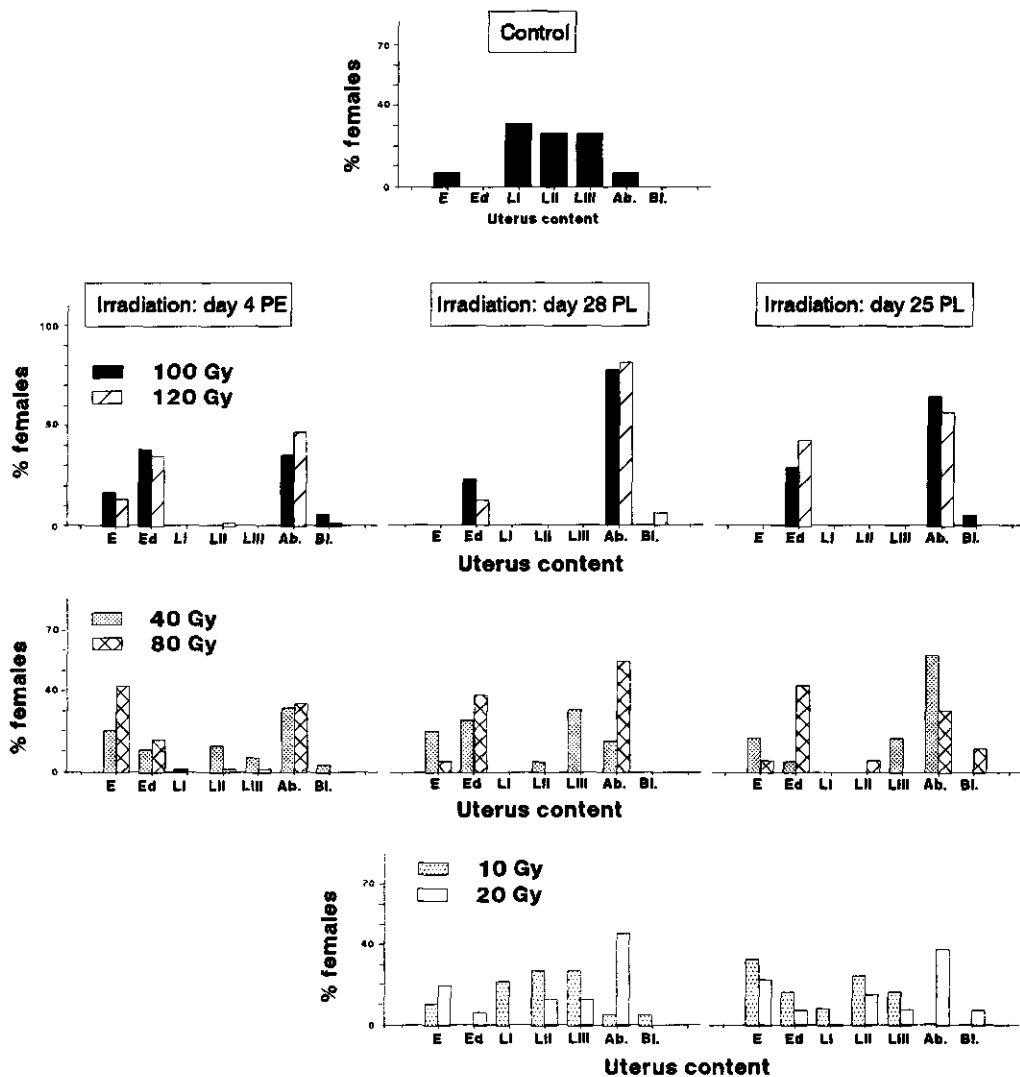 Control
70
40
0
% females
E Ed LI LII LIII Ab. Bl.
Uterus content
Irradiation: day 4 PE
Irradiation: day 28 PL
Irradiation: day 25 PL
100
50
0
% females
100 Gy
120 Gy
E Ed LI LII LIII Ab. Bl.
E Ed LI LII LIII Ab. Bl.
E Ed LI LII LIII Ab. Bl.
Uterus content
70
40
0
% females
40 Gy
80 Gy
E Ed LI LII LIII Ab. Bl.
E Ed LI LII LIII Ab. Bl.
E Ed LI LII LIII Ab. Bl.
Uterus content
70
40
0
% females
10 Gy
20 Gy
E Ed LI LII LIII Ab. Bl.
E Ed LI LII LIII Ab. Bl.
Uterus content